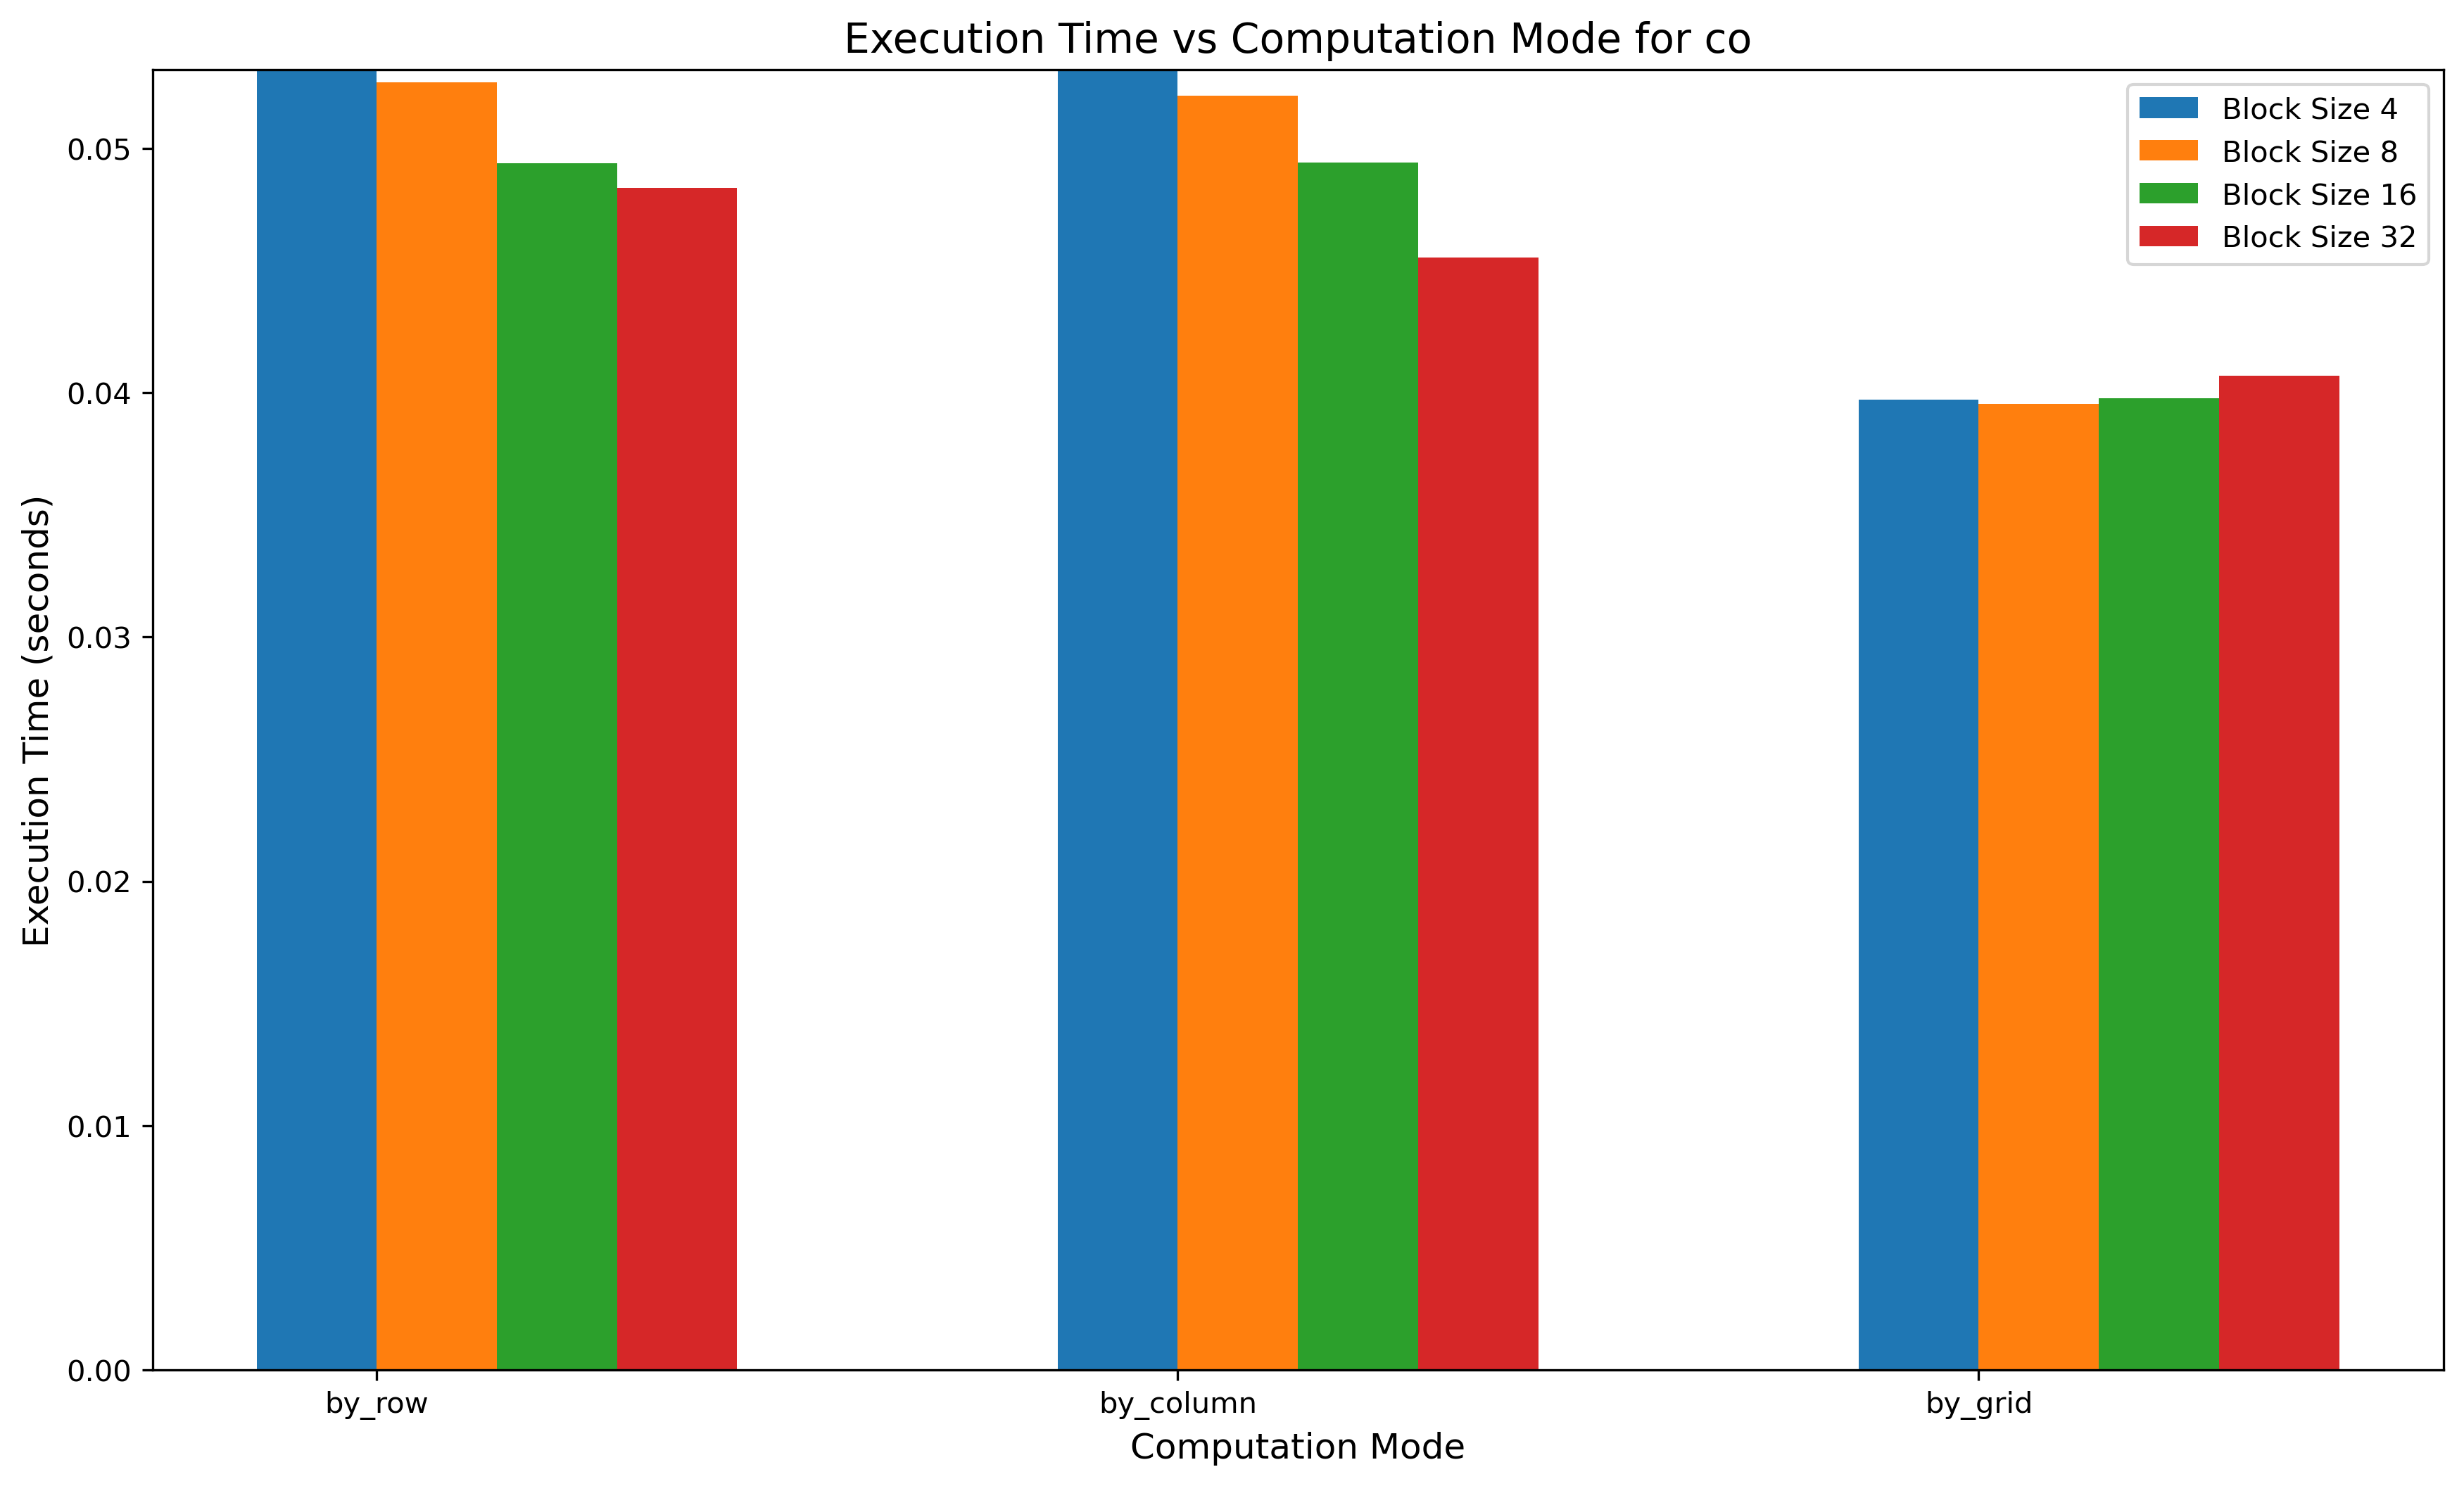 Execution Time vs Computation Mode for co
Block Size 4
Block Size 8
Block Size 16
Block Size 32
Execution Time (seconds)
0.05
0.04
0.03
0.02
0.01
0.00
by_row by_column by_grid
Computation Mode